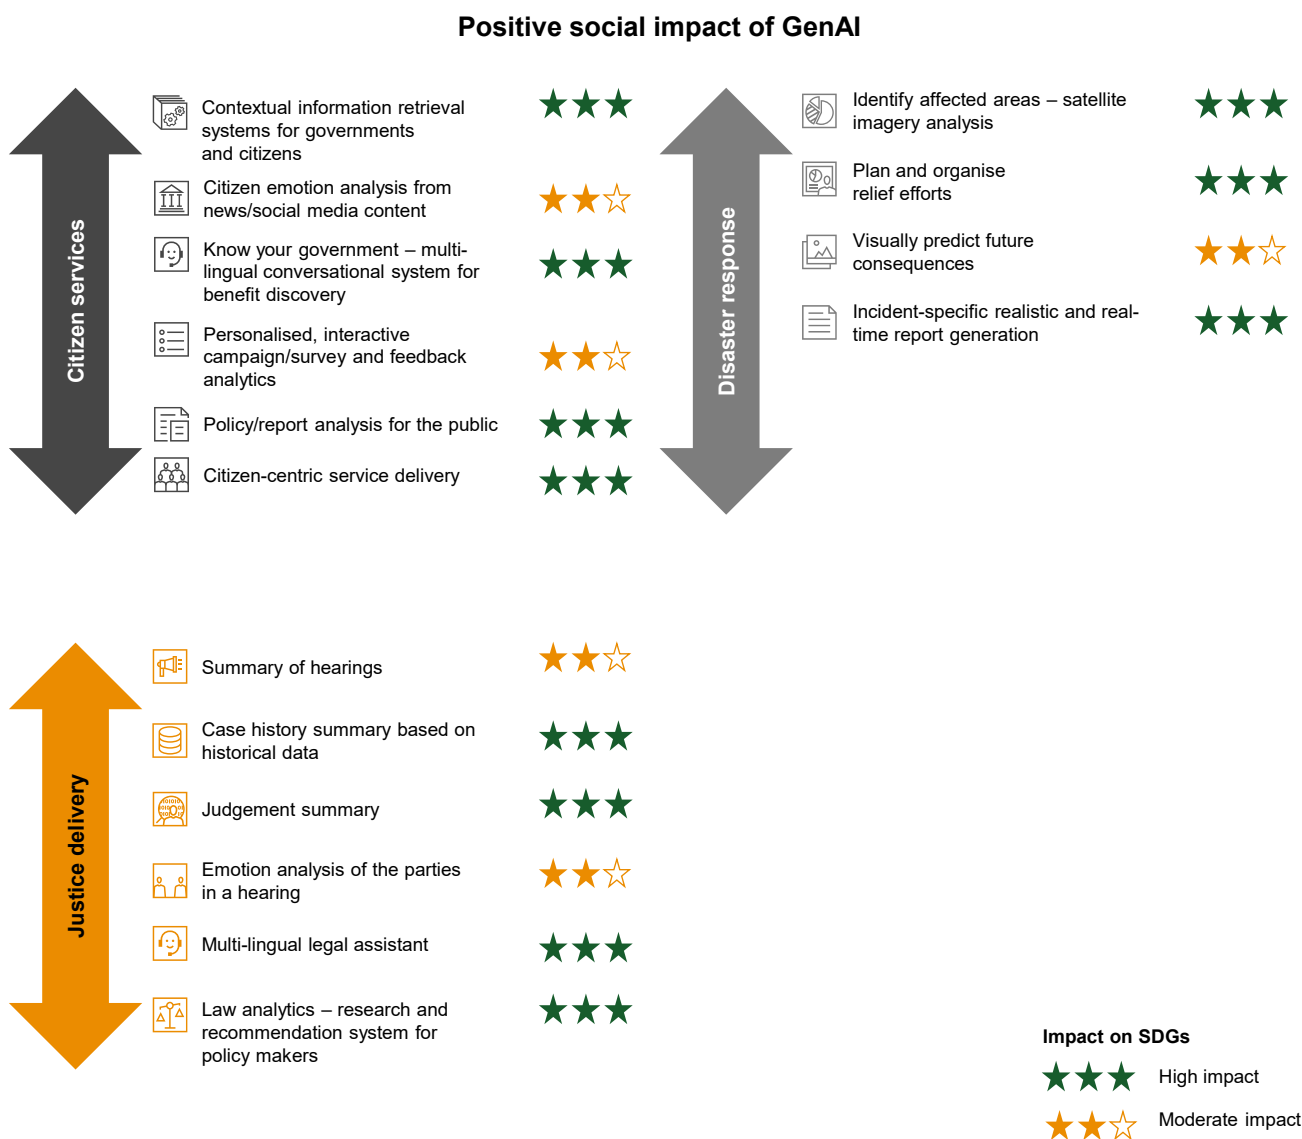 Positive social impact of GenAI
Citizen services
Contextual information retrieval
systems for governments
and citizens
Citizen emotion analysis from
news/social media content
Know your government – multi-
lingual conversational system for
benefit discovery
Personalised, interactive
campaign/survey and feedback
analytics
Policy/report analysis for the public
Citizen-centric service delivery
Disaster response
Identify affected areas – satellite
imagery analysis
Plan and organise
relief efforts
Visually predict future
consequences
Incident-specific realistic and real-
time report generation
Justice delivery
Summary of hearings
Case history summary based on
historical data
Judgement summary
Emotion analysis of the parties
in a hearing
Multi-lingual legal assistant
Law analytics – research and
recommendation system for
policy makers
Impact on SDGs
High impact
Moderate impact